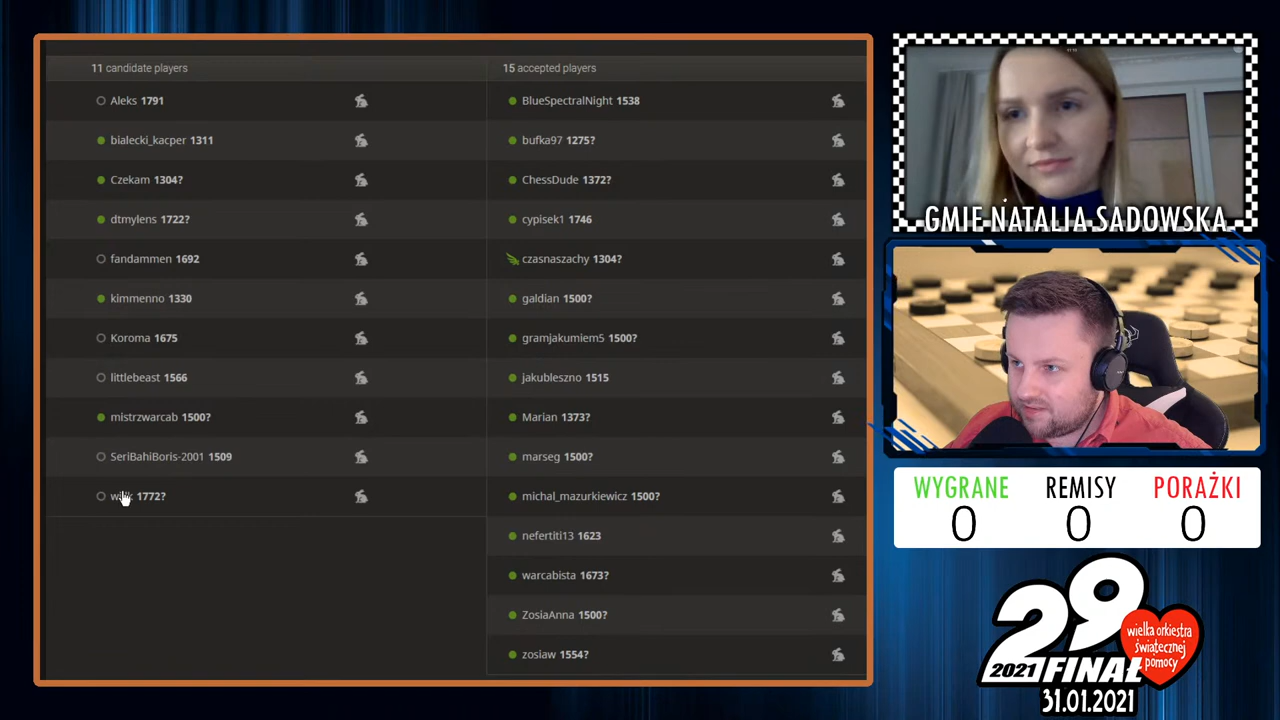 11 candidate players
Aleks 1791
bialecki_kacper 1311
Czekam 1304?
dtmylens 1722?
fandammen 1692
kimmenno 1330
Koroma 1675
littlebeast 1566
mistrzwarcab 1500?
SeriBahiBoris-2001 1509
1772?
15 accepted players
BlueSpectralNight 1538
bufka97 1275?
ChessDude 1372?
cypisek1 1746
czasnaszachy 1304?
galdian 1500?
gramjakumiem5 1500?
jakubleszno 1515
Marian 1373?
marseg 1500?
michal_mazurkiewicz 1500?
nefertiti13 1623
warcabista 1673?
ZosiaAnna 1500?
zosiaw 1554?
GMIE NATALIA SADOWSKA
WYGRANE REMISY PORAŻKI
0 0 0
29
2021 FINAŁ
wielka orkiestra
świątecznej
pomocy
31.01.2021